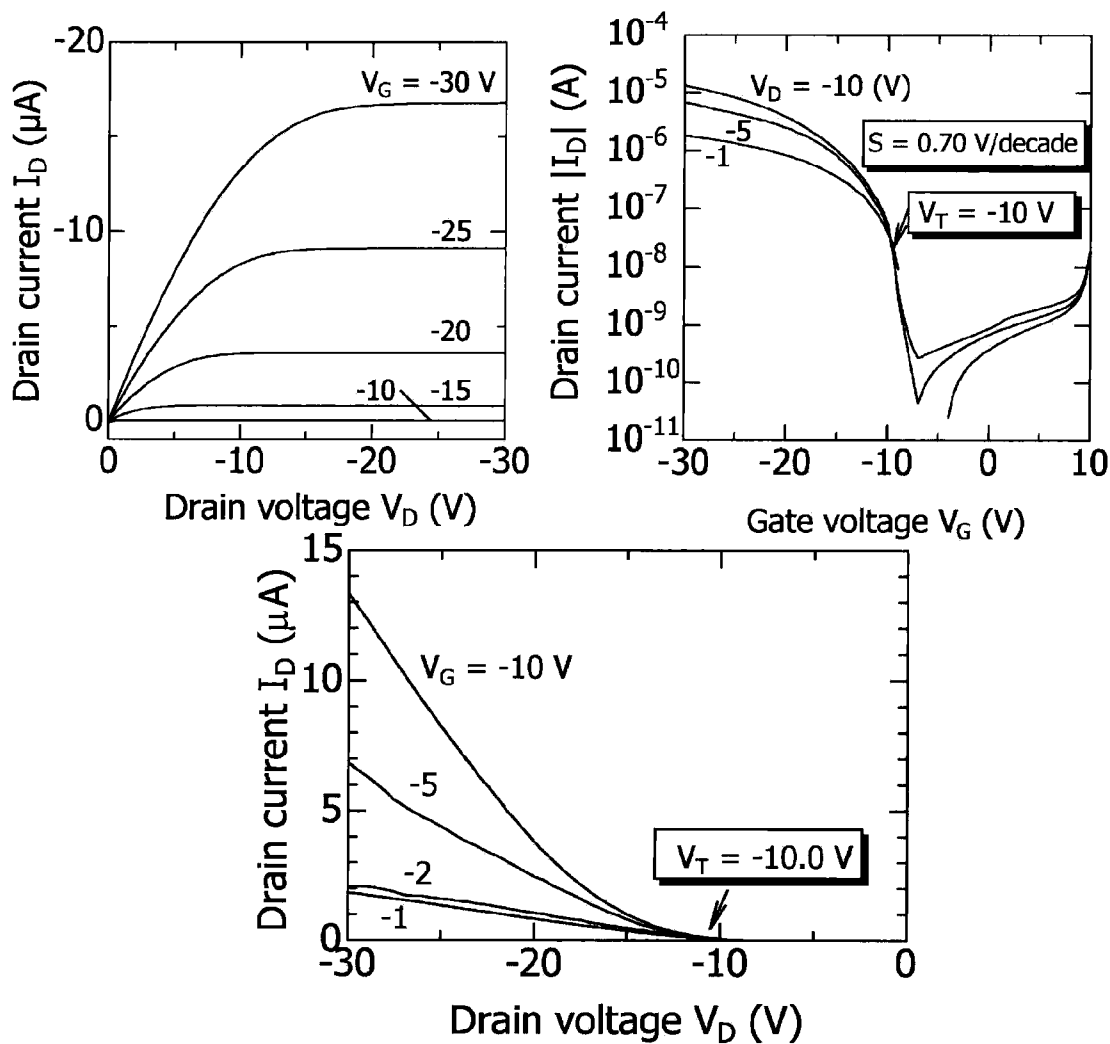 -20
-10
0
Drain current I_D (μA)
V_G = -30 V
-25
-20
-10 -15
0 -10 -20 -30
Drain voltage V_D (V)
10^-4
10^-5
10^-6
10^-7
10^-8
10^-9
10^-10
10^-11
Drain current |I_D| (A)
V_D = -10 (V)
-5
-1
S = 0.70 V/decade
V_T = -10 V
-30 -20 -10 0 10
Gate voltage V_G (V)
15
10
5
0
Drain current I_D (μA)
V_G = -10 V
-5
-2
-1
V_T = -10.0 V
-30 -20 -10 0
Drain voltage V_D (V)